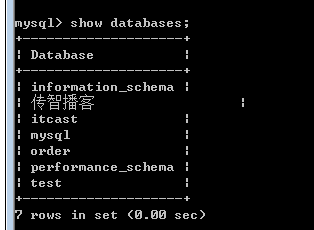 mysql> show databases;
+--------------------+
| Database           |
+--------------------+
| information_schema |
| 传智播客                  |
| itcast             |
| mysql              |
| order              |
| performance_schema |
| test               |
+--------------------+
7 rows in set (0.00 sec)